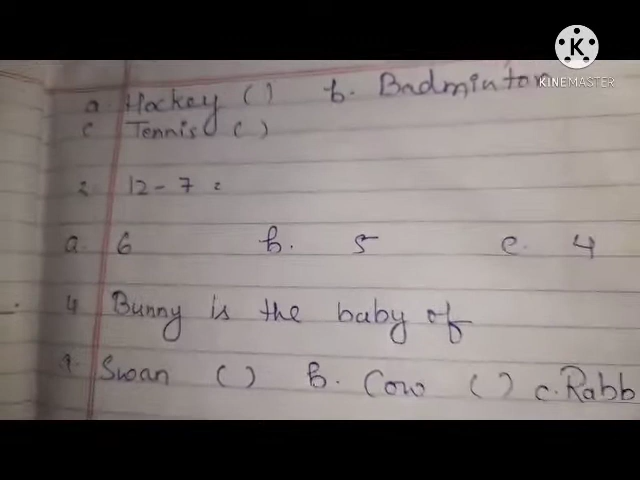 K
KINEMASTER
a. Hockey ( ) b. Badminton
c Tennis ( )
2 12 - 7 =
a. 6 b. 5 c. 4
4 Bunny is the baby of
a. Swan ( ) b. Cow ( ) c. Rabb